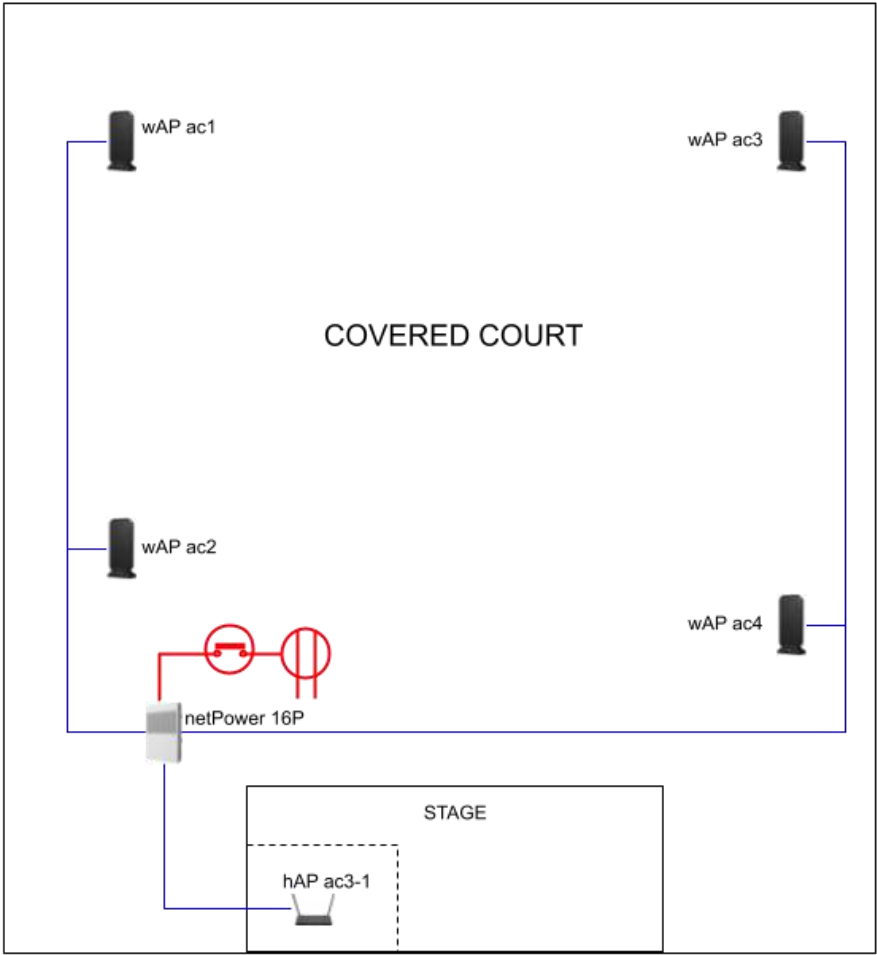 wAP ac1
wAP ac3
COVERED COURT
wAP ac2
wAP ac4
netPower 16P
STAGE
hAP ac3-1